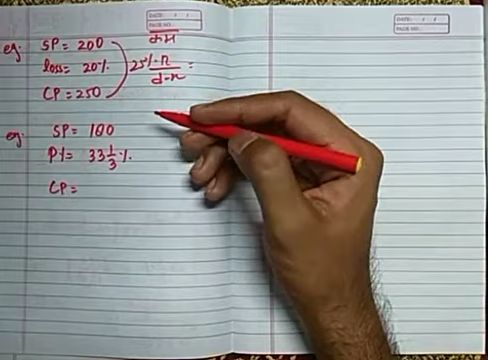 DATE: / /
PAGE NO.:
DATE: / /
PAGE NO.:
कम
eg. SP = 200
loss = 20%
CP = 250
25% n/d-n =
eg. SP = 100
P% = 33 1/3 %.
CP =